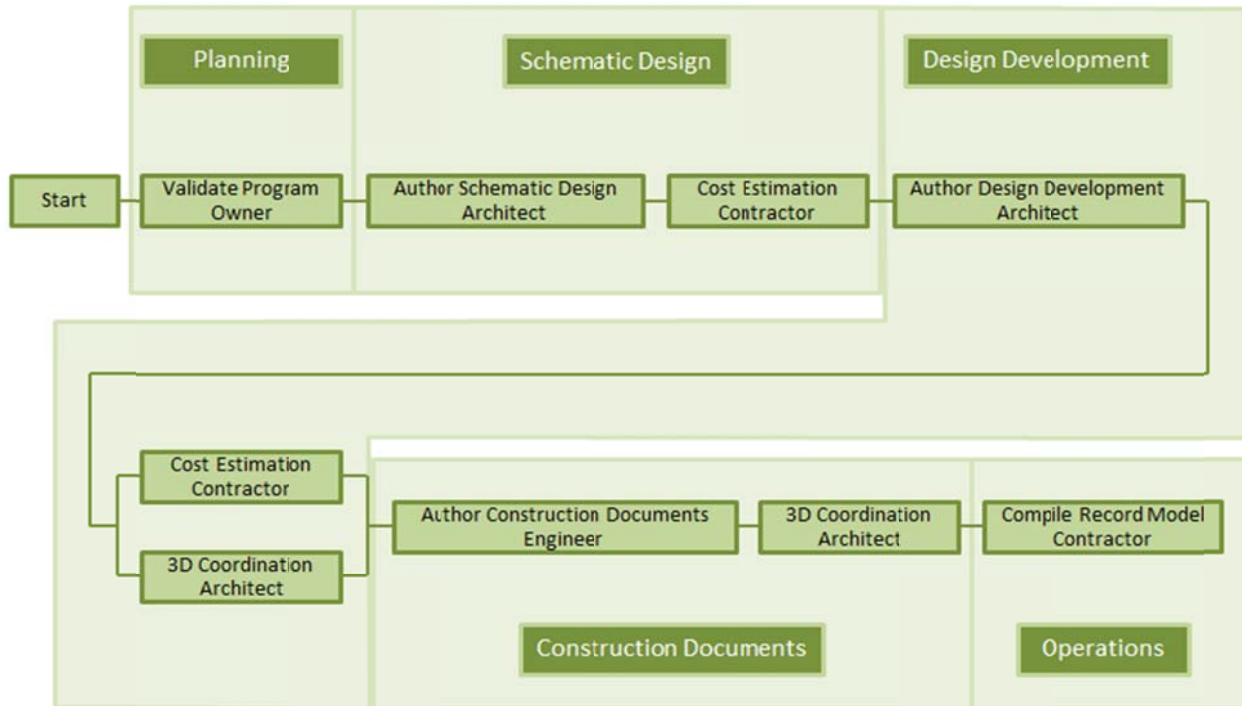 Planning
Schematic Design
Design Development
Start
Validate Program
Owner
Author Schematic Design
Architect
Cost Estimation
Contractor
Author Design Development
Architect
Cost Estimation
Contractor
3D Coordination
Architect
Author Construction Documents
Engineer
3D Coordination
Architect
Compile Record Model
Contractor
Construction Documents
Operations